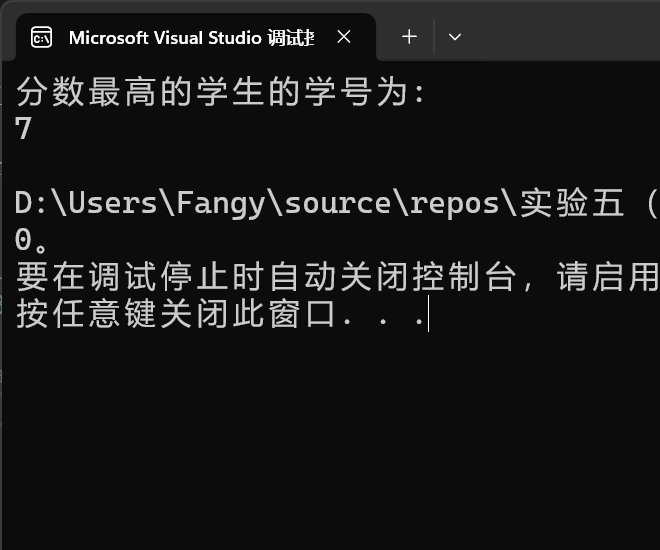 Microsoft Visual Studio 调试
分数最高的学生的学号为：
7
D:\Users\Fangy\source\repos\实验五（
0。
要在调试停止时自动关闭控制台，请启用
按任意键关闭此窗口. . .